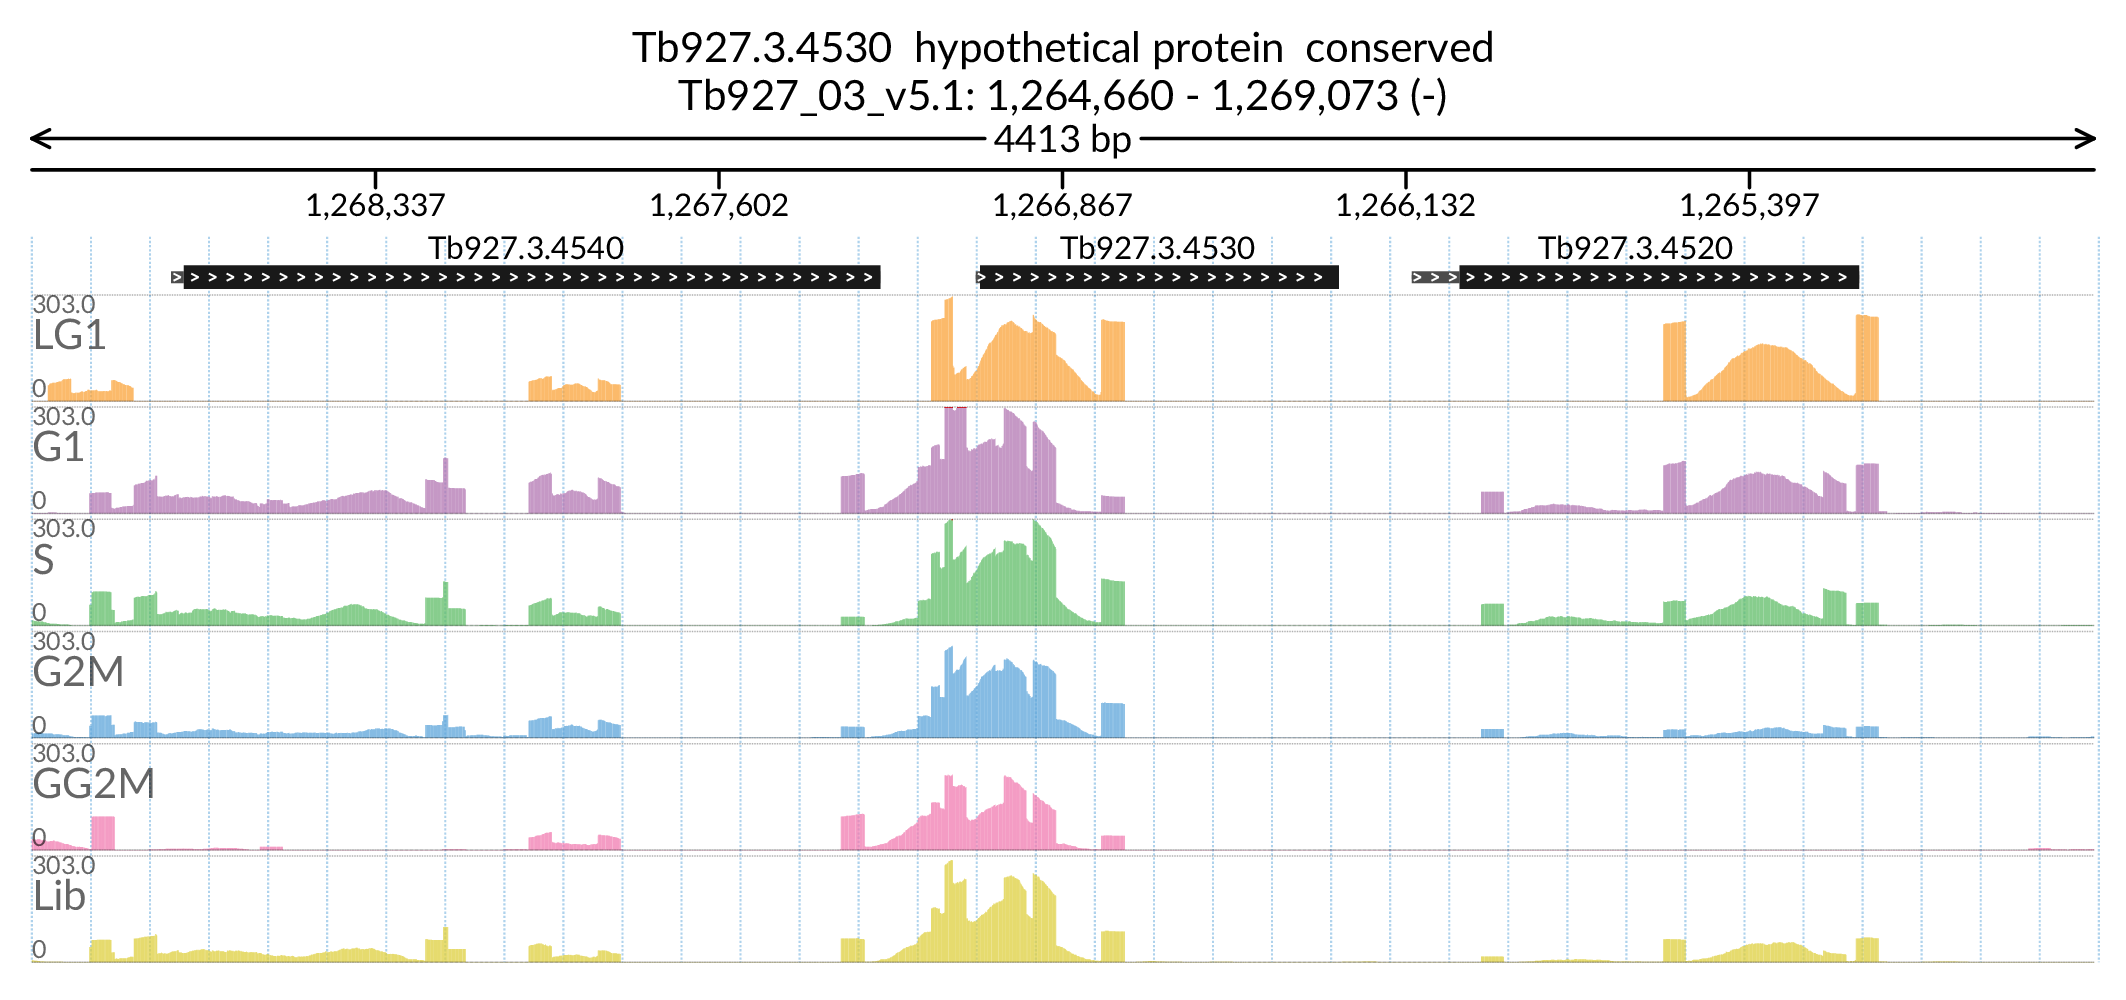 Tb927.3.4530 hypothetical protein conserved
Tb927_03_v5.1: 1,264,660 - 1,269,073 (-)
4413 bp
1,268,337 1,267,602 1,266,867 1,266,132 1,265,397
Tb927.3.4540 Tb927.3.4530 Tb927.3.4520
303.0
LG1
0
303.0
G1
0
303.0
S
0
303.0
G2M
0
303.0
GG2M
0
303.0
Lib
0